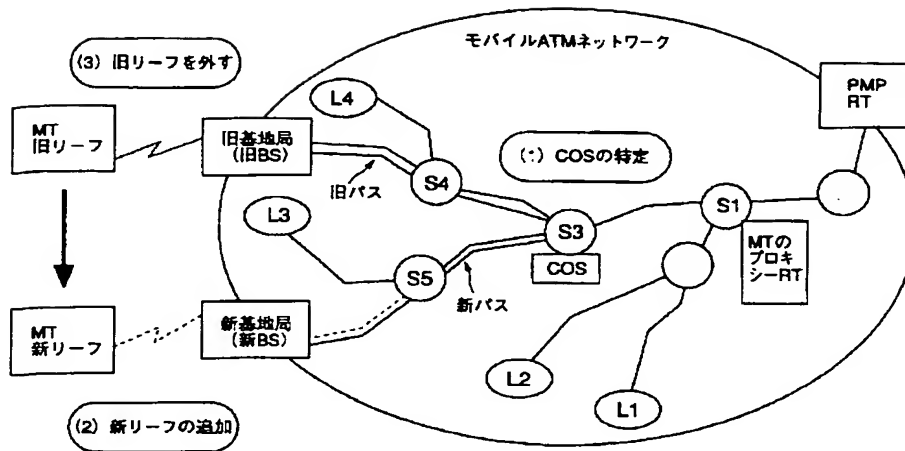 モバイルATMネットワーク
(3) 旧リーフを外す
PMP
RT
L4
MT
旧リーフ
旧基地局
(旧BS)
(1) COSの特定
旧パス
S4
L3
S3
S1
COS
MTの
プロキ
シーRT
S5
新パス
MT
新リーフ
新基地局
(新BS)
L2
L1
(2) 新リーフの追加